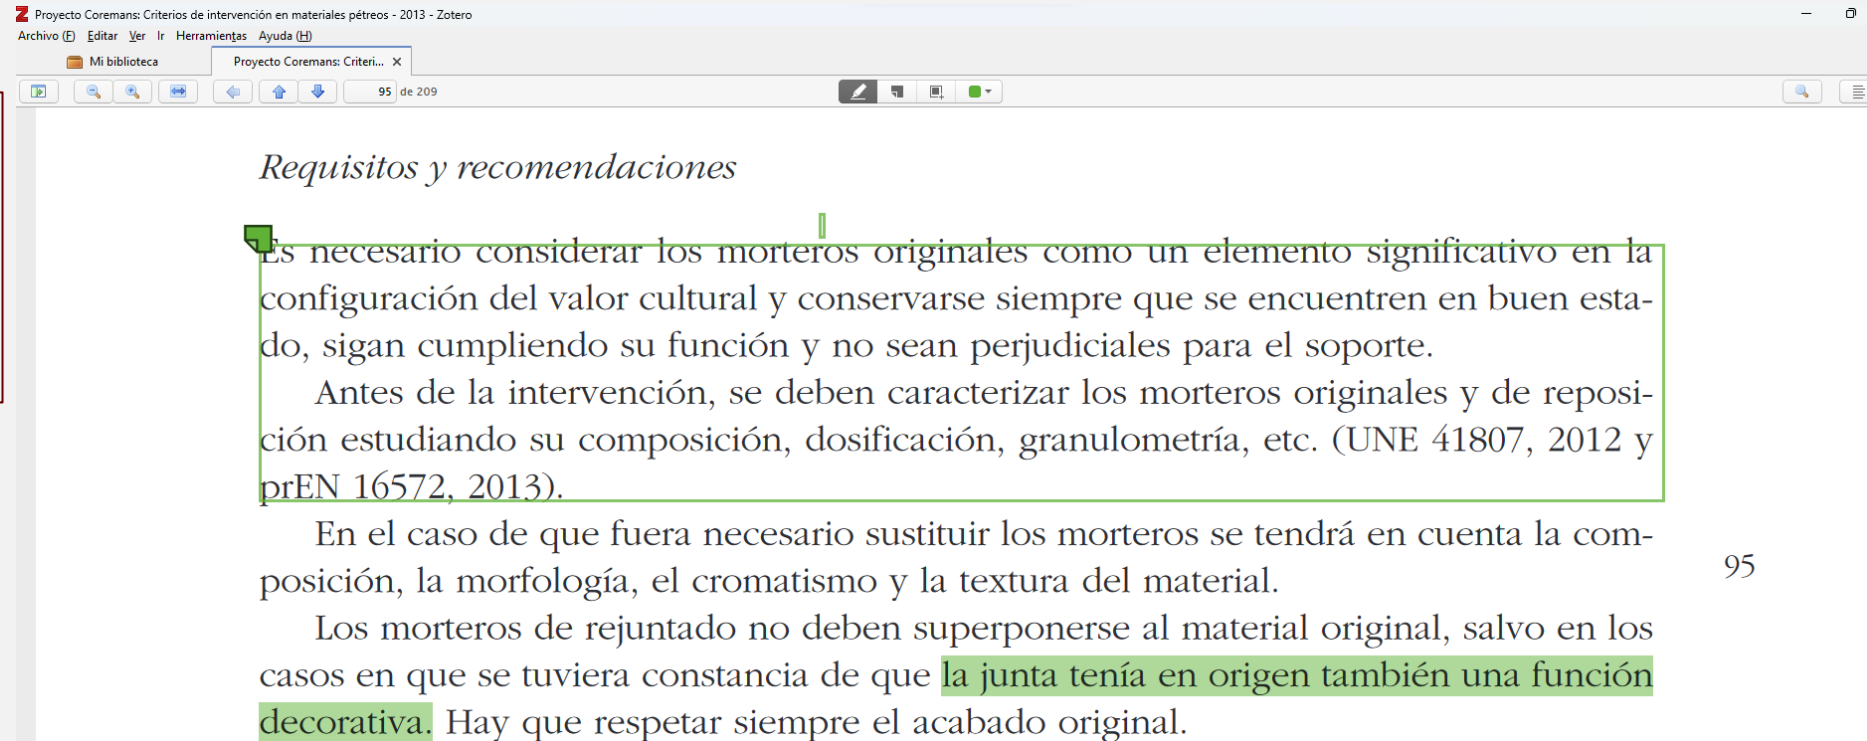 Proyecto Coremans: Criterios de intervención en materiales pétreos - 2013 - Zotero
Archivo (F) Editar Ver Ir Herramientas Ayuda (H)
Mi biblioteca Proyecto Coremans: Criteri...
95 de 209
Requisitos y recomendaciones
Es necesario considerar los morteros originales como un elemento significativo en la
configuración del valor cultural y conservarse siempre que se encuentren en buen esta-
do, sigan cumpliendo su función y no sean perjudiciales para el soporte.
Antes de la intervención, se deben caracterizar los morteros originales y de reposi-
ción estudiando su composición, dosificación, granulometría, etc. (UNE 41807, 2012 y
prEN 16572, 2013).
En el caso de que fuera necesario sustituir los morteros se tendrá en cuenta la com-
posición, la morfología, el cromatismo y la textura del material.
95
Los morteros de rejuntado no deben superponerse al material original, salvo en los
casos en que se tuviera constancia de que la junta tenía en origen también una función
decorativa. Hay que respetar siempre el acabado original.